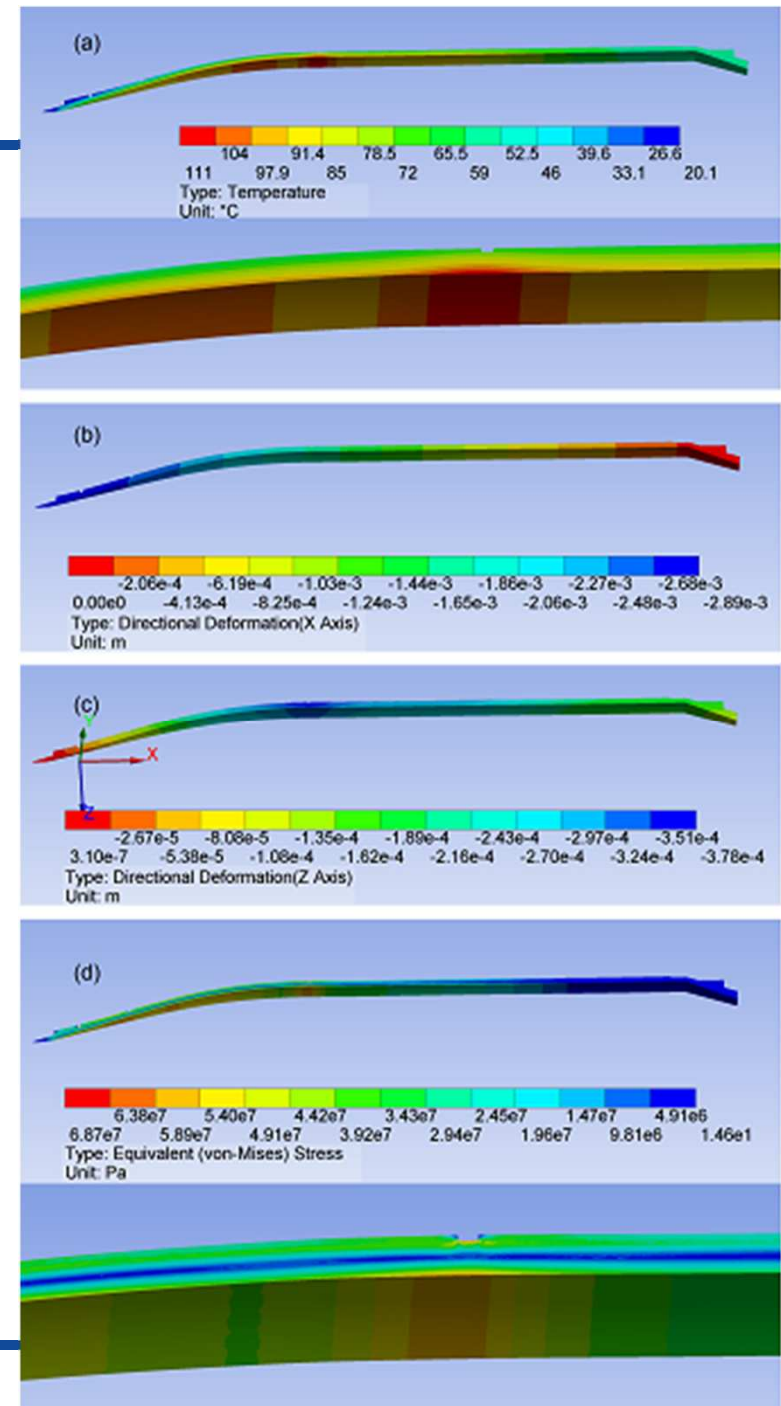 (a)
104 91.4 78.5 65.5 52.5 39.6 26.6
111 97.9 85 72 59 46 33.1 20.1
Type: Temperature
Unit: °C
(b)
-2.06e-4 -6.19e-4 -1.03e-3 -1.44e-3 -1.86e-3 -2.27e-3 -2.68e-3
0.00e0 -4.13e-4 -8.25e-4 -1.24e-3 -1.65e-3 -2.06e-3 -2.48e-3 -2.89e-3
Type: Directional Deformation(X Axis)
Unit: m
(c)
Y
X
Z
-2.67e-5 -8.08e-5 -1.35e-4 -1.89e-4 -2.43e-4 -2.97e-4 -3.51e-4
3.10e-7 -5.38e-5 -1.08e-4 -1.62e-4 -2.16e-4 -2.70e-4 -3.24e-4 -3.78e-4
Type: Directional Deformation(Z Axis)
Unit: m
(d)
6.38e7 5.40e7 4.42e7 3.43e7 2.45e7 1.47e7 4.91e6
6.87e7 5.89e7 4.91e7 3.92e7 2.94e7 1.96e7 9.81e6 1.46e1
Type: Equivalent (von-Mises) Stress
Unit: Pa